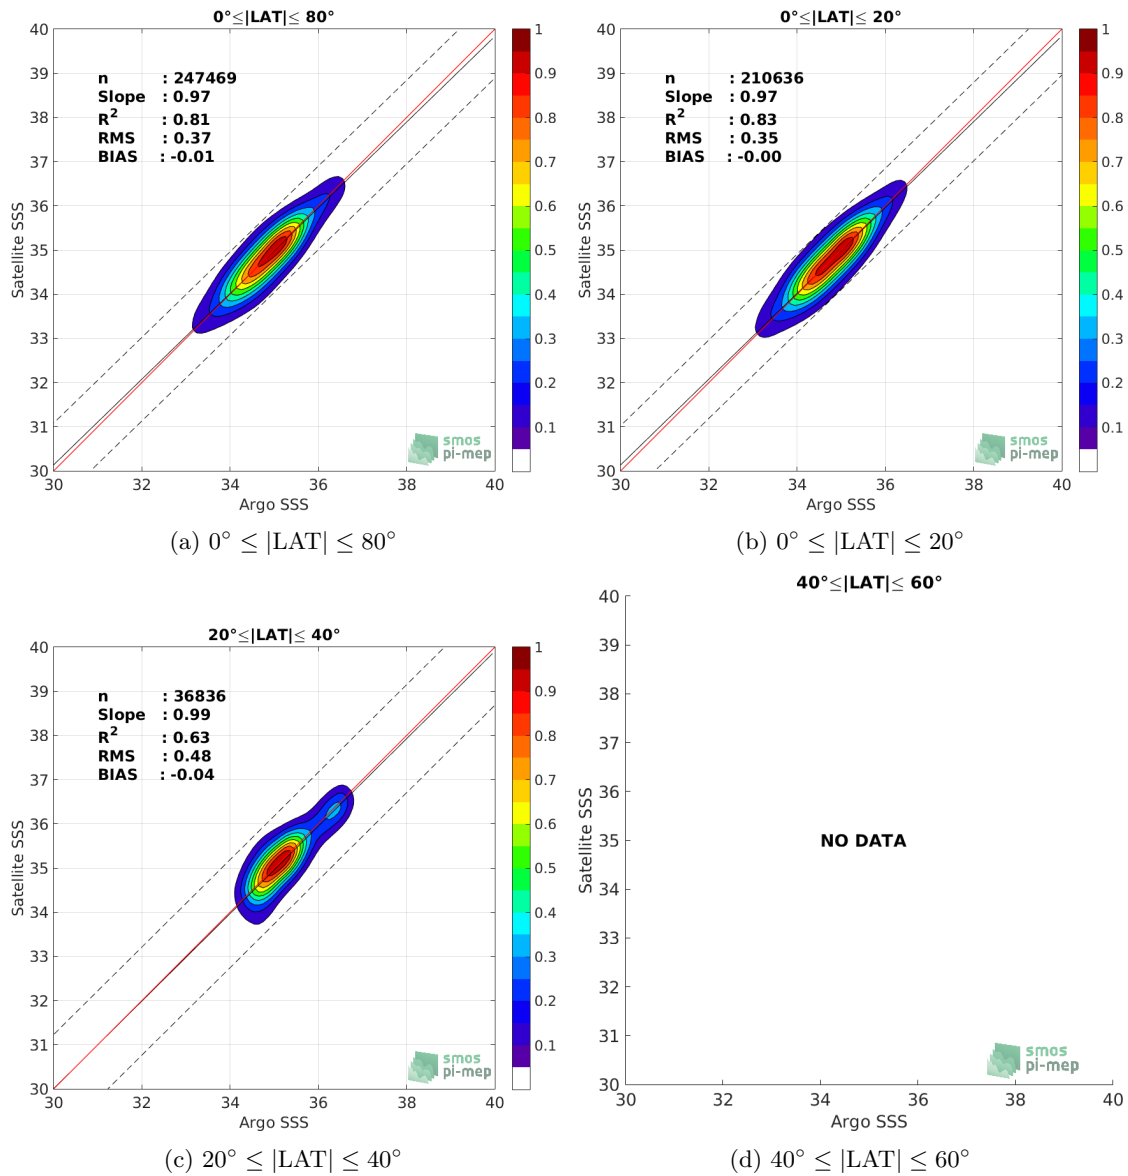 0°≤|LAT|≤ 80°
40
39
38
37
36
35
34
33
32
31
30
Satellite SSS
n : 247469
Slope : 0.97
R² : 0.81
RMS : 0.37
BIAS : -0.01
smos
pi-mep
30 32 34 36 38 40
Argo SSS
1
0.9
0.8
0.7
0.6
0.5
0.4
0.3
0.2
0.1
(a) 0° ≤ |LAT| ≤ 80°
0°≤|LAT|≤ 20°
40
39
38
37
36
35
34
33
32
31
30
Satellite SSS
n : 210636
Slope : 0.97
R² : 0.83
RMS : 0.35
BIAS : -0.00
smos
pi-mep
30 32 34 36 38 40
Argo SSS
1
0.9
0.8
0.7
0.6
0.5
0.4
0.3
0.2
0.1
(b) 0° ≤ |LAT| ≤ 20°
20°≤|LAT|≤ 40°
40
39
38
37
36
35
34
33
32
31
30
Satellite SSS
n : 36836
Slope : 0.99
R² : 0.63
RMS : 0.48
BIAS : -0.04
smos
pi-mep
30 32 34 36 38 40
Argo SSS
1
0.9
0.8
0.7
0.6
0.5
0.4
0.3
0.2
0.1
(c) 20° ≤ |LAT| ≤ 40°
40°≤|LAT|≤ 60°
40
39
38
37
36
35
34
33
32
31
30
Satellite SSS
NO DATA
smos
pi-mep
30 32 34 36 38 40
Argo SSS
(d) 40° ≤ |LAT| ≤ 60°